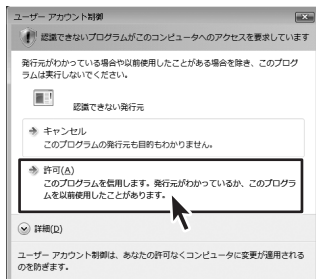 ユーザー アカウント制御
認識できないプログラムがこのコンピュータへのアクセスを要求しています
発行元がわかっている場合や以前使用したことがある場合を除き、このプログ
ラムは実行しないでください。
認識できない発行元
キャンセル
このプログラムの発行元も目的もわかりません。
許可(A)
このプログラムを信用します。発行元がわかっているか、このプログラ
ムを以前使用したことがあります。
詳細(D)
ユーザー アカウント制御は、あなたの許可なくコンピュータに変更が適用される
のを防ぎます。